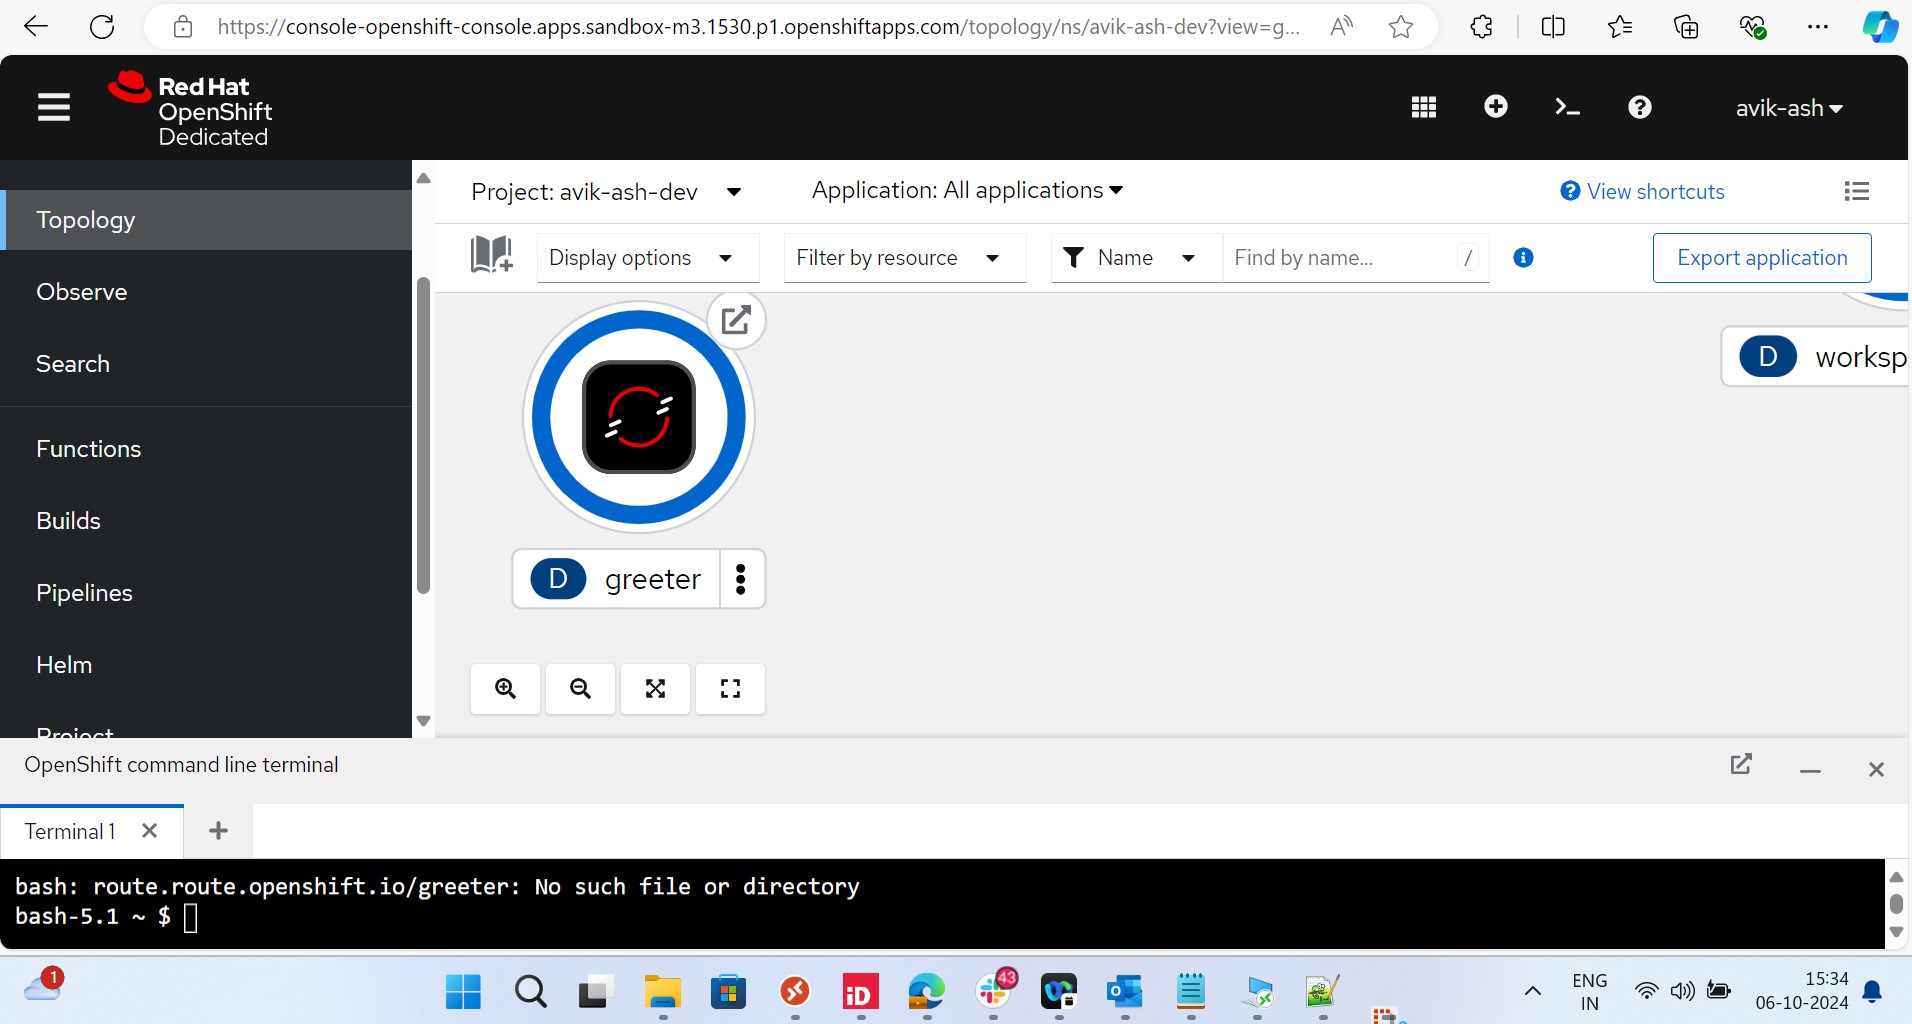 https://console-openshift-console.apps.sandbox-m3.1530.p1.openshiftapps.com/topology/ns/avik-ash-dev?view=g...
Red Hat
OpenShift
Dedicated
avik-ash
Topology
Observe
Search
Functions
Builds
Pipelines
Helm
Project
Project: avik-ash-dev
Application: All applications
View shortcuts
Display options
Filter by resource
Name
Find by name...
/
Export application
D greeter
D worksp
OpenShift command line terminal
Terminal 1
bash: route.route.openshift.io/greeter: No such file or directory
bash-5.1 ~ $
1
iD
43
ENG
IN
15:34
06-10-2024